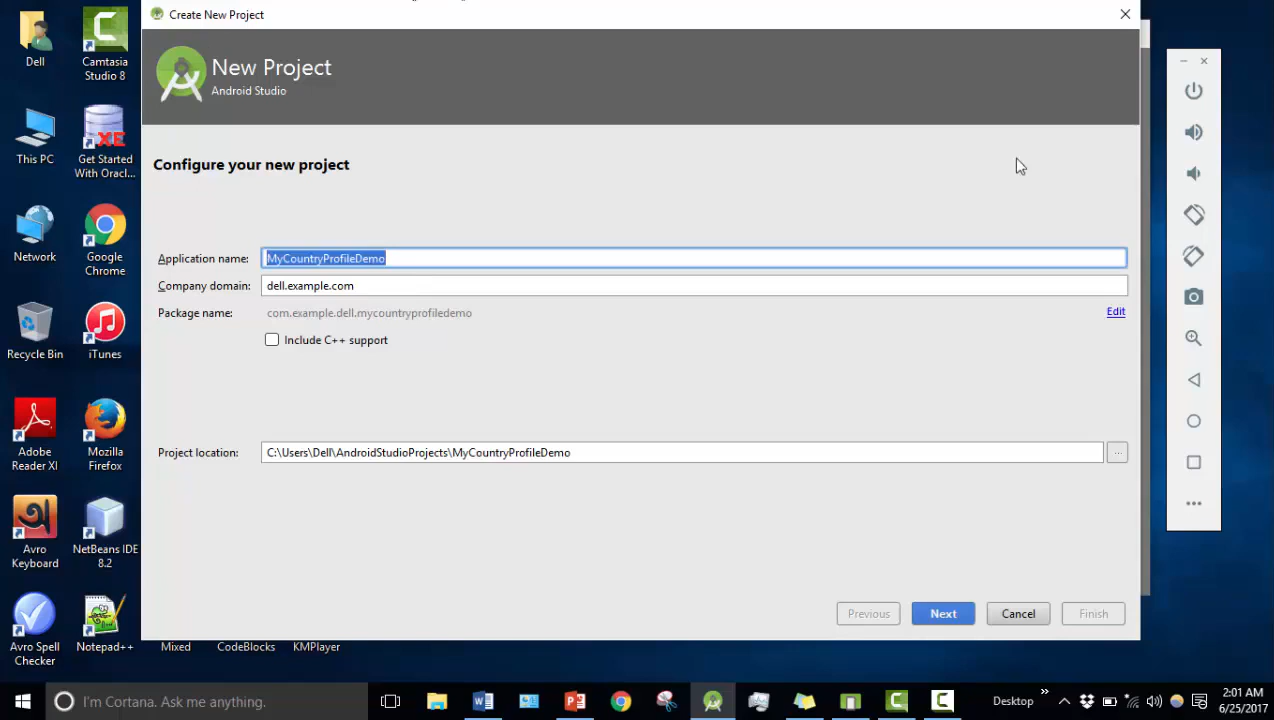 Create New Project
New Project
Android Studio
Configure your new project
Application name:
MyCountryProfileDemo
Company domain:
dell.example.com
Package name:
com.example.dell.mycountryprofiledemo
Edit
Include C++ support
Project location:
C:\Users\Dell\AndroidStudioProjects\MyCountryProfileDemo
...
Previous
Next
Cancel
Finish
Dell
Camtasia
Studio 8
This PC
XE
Get Started
With Oracl...
Network
Google
Chrome
Recycle Bin
iTunes
Adobe
Reader XI
Mozilla
Firefox
অ
Avro
Keyboard
NetBeans IDE
8.2
Avro Spell
Checker
Notepad++
Mixed
CodeBlocks
KMPlayer
I'm Cortana. Ask me anything.
Desktop
2:01 AM
6/25/2017